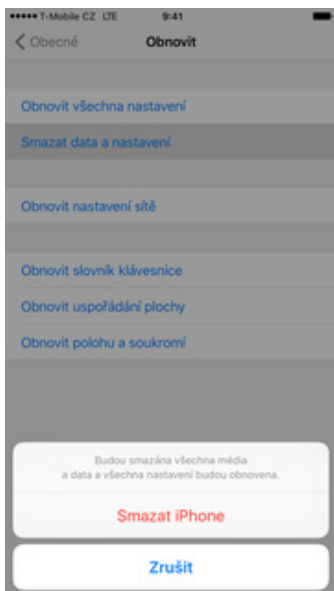 T-Mobile CZ LTE 9:41
Obecné Obnovit
Obnovit všechna nastavení
Smazat data a nastavení
Obnovit nastavení sítě
Obnovit slovník klávesnice
Obnovit uspořádání plochy
Obnovit polohu a soukromí
Budou smazána všechna média
a data a všechna nastavení budou obnovena.
Smazat iPhone
Zrušit